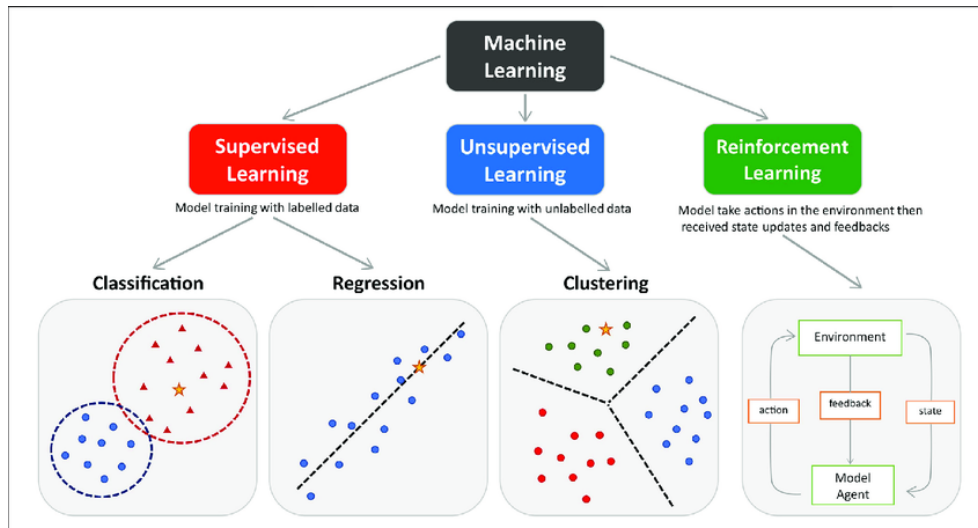 Machine
Learning
Supervised
Learning
Unsupervised
Learning
Reinforcement
Learning
Model training with labelled data
Model training with unlabelled data
Model take actions in the environment then
received state updates and feedbacks
Classification
Regression
Clustering
Environment
action
feedback
state
Model
Agent